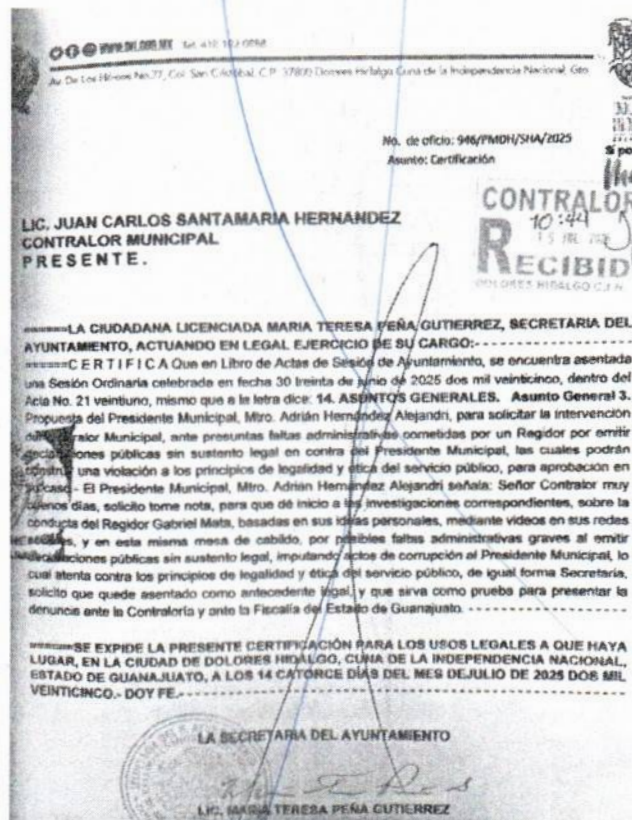 WWW.DH.GOB.MX Tel. 418 182 0888
Av. De Los Héroes No.77, Col. San Cristóbal, C.P. 37800 Dolores Hidalgo Cuna de la Independencia Nacional, Gto.
No. de oficio: 946/PMDH/SHA/2025
Asunto: Certificación
CONTRALOR
10:44
RECIBID
DOLORES HIDALGO C.I.N.
LIC. JUAN CARLOS SANTAMARIA HERNANDEZ
CONTRALOR MUNICIPAL
PRESENTE.
======LA CIUDADANA LICENCIADA MARIA TERESA PEÑA GUTIERREZ, SECRETARIA DEL
AYUNTAMIENTO, ACTUANDO EN LEGAL EJERCICIO DE SU CARGO:- - - - - - - - - - - - - - - - - -
======C E R T I F I C A Que en Libro de Actas de Sesión de Ayuntamiento, se encuentra asentada
una Sesión Ordinaria celebrada en fecha 30 treinta de junio de 2025 dos mil veinticinco, dentro del
Acta No. 21 veintiuno, mismo que a la letra dice: 14. ASUNTOS GENERALES. Asunto General 3.
Propuesta del Presidente Municipal, Mtro. Adrián Hernández Alejandri, para solicitar la intervención
Municipal, ante presuntas faltas administrativas cometidas por un Regidor por emitir
públicas sin sustento legal en contra del Presidente Municipal, las cuales podrán
una violación a los principios de legalidad y ética del servicio público, para aprobación en
- El Presidente Municipal, Mtro. Adrian Hernández Alejandri señala: Señor Contralor muy
buenos días, solicito tome nota, para que dé inicio a las investigaciones correspondientes, sobre la
conducta del Regidor Gabriel Mata, basadas en sus ideas personales, mediante videos en sus redes
y en esta misma mesa de cabildo, por posibles faltas administrativas graves al emitir
públicas sin sustento legal, imputando actos de corrupción al Presidente Municipal, lo
cual atenta contra los principios de legalidad y ética del servicio público, de igual forma Secretaria,
solicito que quede asentado como antecedente legal, y que sirva como prueba para presentar la
denuncia ante la Contraloría y ante la Fiscalía del Estado de Guanajuato. - - - - - - - - - - - - - - - - - -
======SE EXPIDE LA PRESENTE CERTIFICACIÓN PARA LOS USOS LEGALES A QUE HAYA
LUGAR, EN LA CIUDAD DE DOLORES HIDALGO, CUNA DE LA INDEPENDENCIA NACIONAL,
ESTADO DE GUANAJUATO, A LOS 14 CATORCE DÍAS DEL MES DEJULIO DE 2025 DOS MIL
VEINTICINCO.- DOY FE.- - - - - - - - - - - - - - - - - - - - - - - - - - - - - - - - - - - - - - - -
LA SECRETARIA DEL AYUNTAMIENTO
LIC. MARIA TERESA PEÑA GUTIERREZ